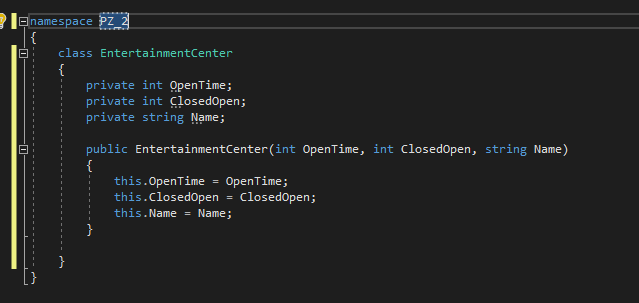 namespace PZ_2
{
class EntertainmentCenter
{
private int OpenTime;
private int ClosedOpen;
private string Name;
public EntertainmentCenter(int OpenTime, int ClosedOpen, string Name)
{
this.OpenTime = OpenTime;
this.ClosedOpen = ClosedOpen;
this.Name = Name;
}
}
}